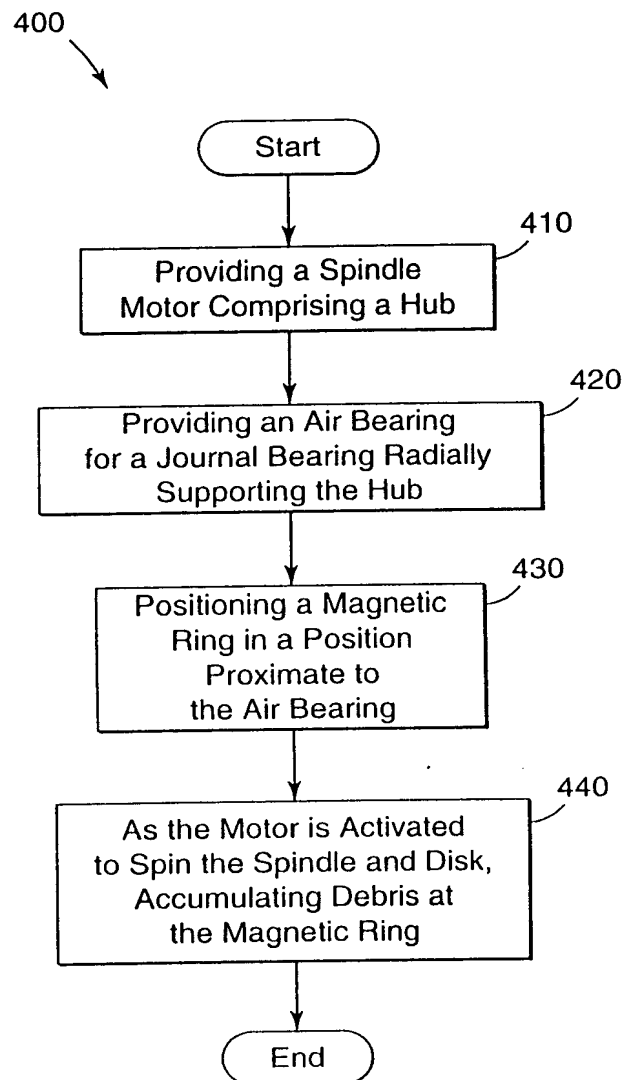 400
Start
410
Providing a Spindle
Motor Comprising a Hub
420
Providing an Air Bearing
for a Journal Bearing Radially
Supporting the Hub
430
Positioning a Magnetic
Ring in a Position
Proximate to
the Air Bearing
440
As the Motor is Activated
to Spin the Spindle and Disk,
Accumulating Debris at
the Magnetic Ring
End